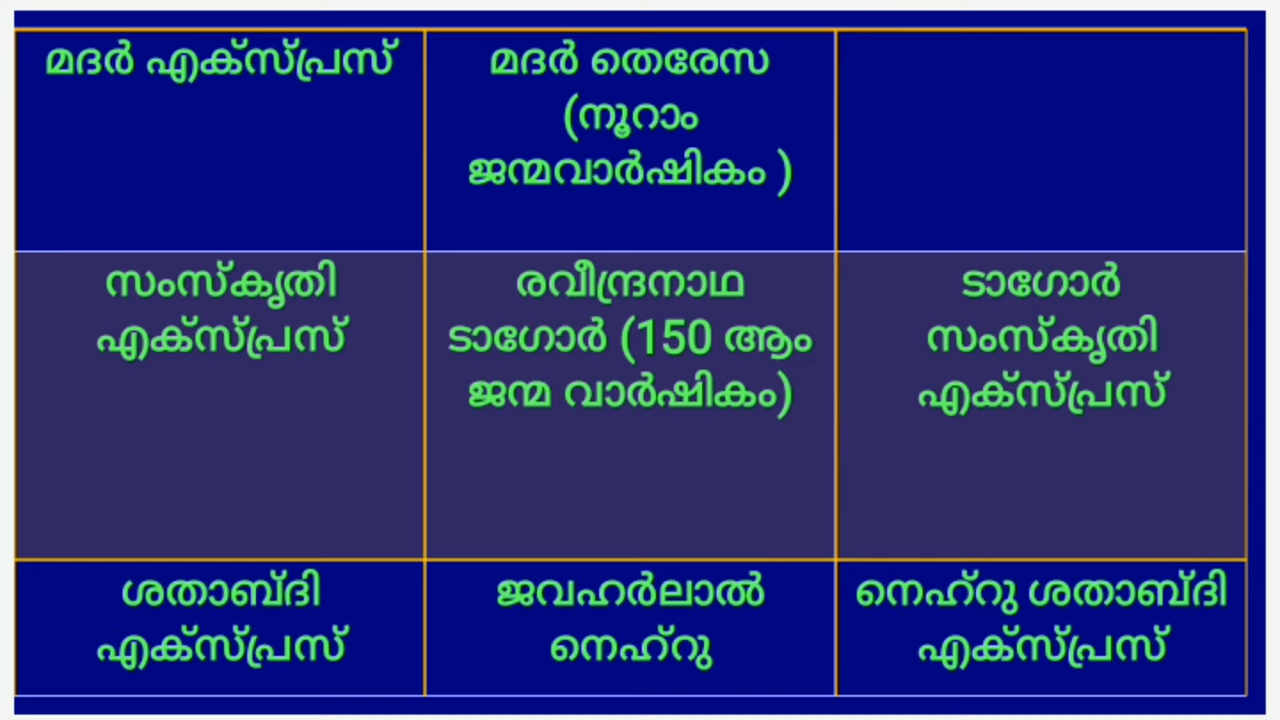 മദർ എക്സ്പ്രസ്
മദർ തെരേസ
(നൂറാം
ജന്മവാർഷികം )
സംസ്കൃതി
എക്സ്പ്രസ്
രവീന്ദ്രനാഥ
ടാഗോർ (150 ആം
ജന്മ വാർഷികം)
ടാഗോർ
സംസ്കൃതി
എക്സ്പ്രസ്
ശതാബ്ദി
എക്സ്പ്രസ്
ജവഹർലാൽ
നെഹ്റു
നെഹ്റു ശതാബ്ദി
എക്സ്പ്രസ്